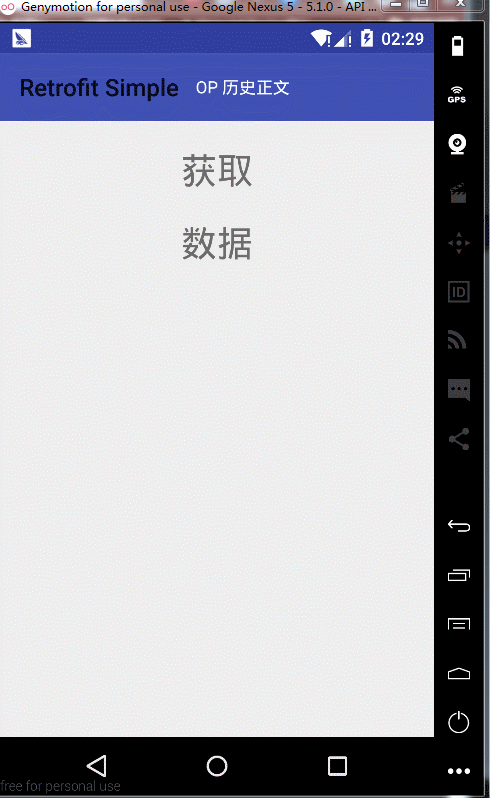 Genymotion for personal use - Google Nexus 5 - 5.1.0 - API ...
02:29
Retrofit Simple OP 历史正文
获取
数据
GPS
ID
free for personal use